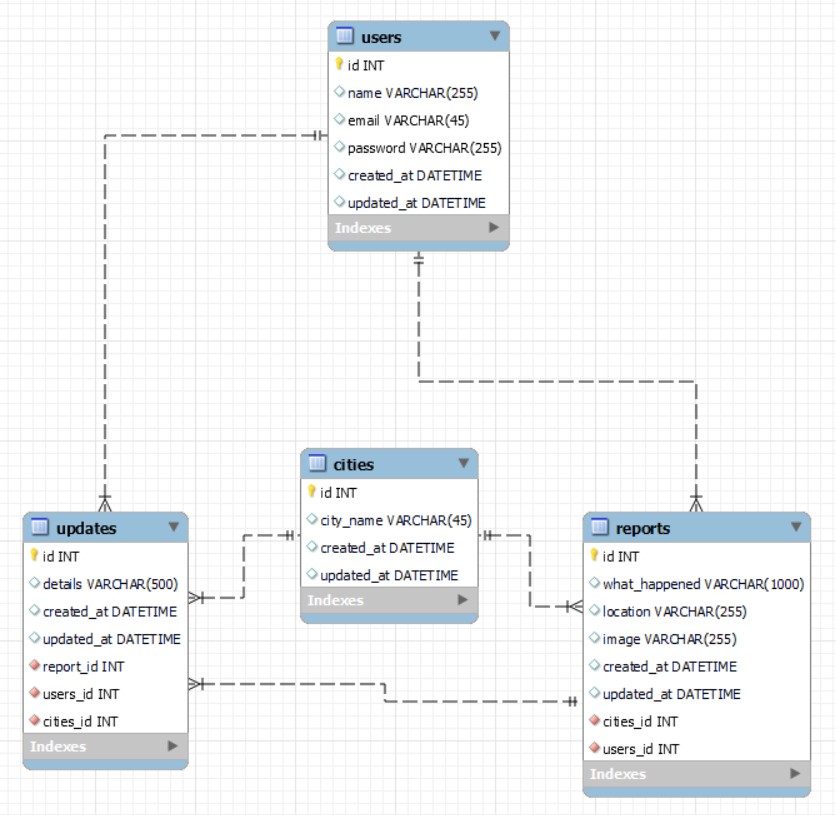 users
id INT
name VARCHAR(255)
email VARCHAR(45)
password VARCHAR(255)
created_at DATETIME
updated_at DATETIME
Indexes
cities
id INT
city_name VARCHAR(45)
created_at DATETIME
updated_at DATETIME
Indexes
updates
id INT
details VARCHAR(500)
created_at DATETIME
updated_at DATETIME
report_id INT
users_id INT
cities_id INT
Indexes
reports
id INT
what_happened VARCHAR(1000)
location VARCHAR(255)
image VARCHAR(255)
created_at DATETIME
updated_at DATETIME
cities_id INT
users_id INT
Indexes